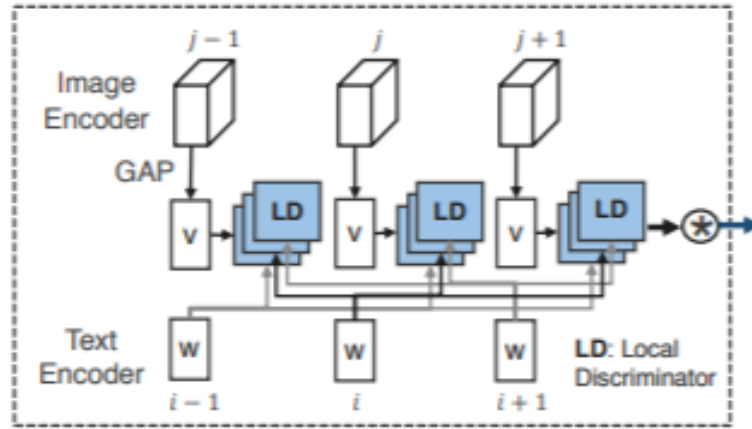 j − 1
j
j + 1
Image
Encoder
GAP
V
LD
V
LD
V
LD
*
Text
Encoder
W
W
W
LD: Local
Discriminator
i − 1
i
i + 1